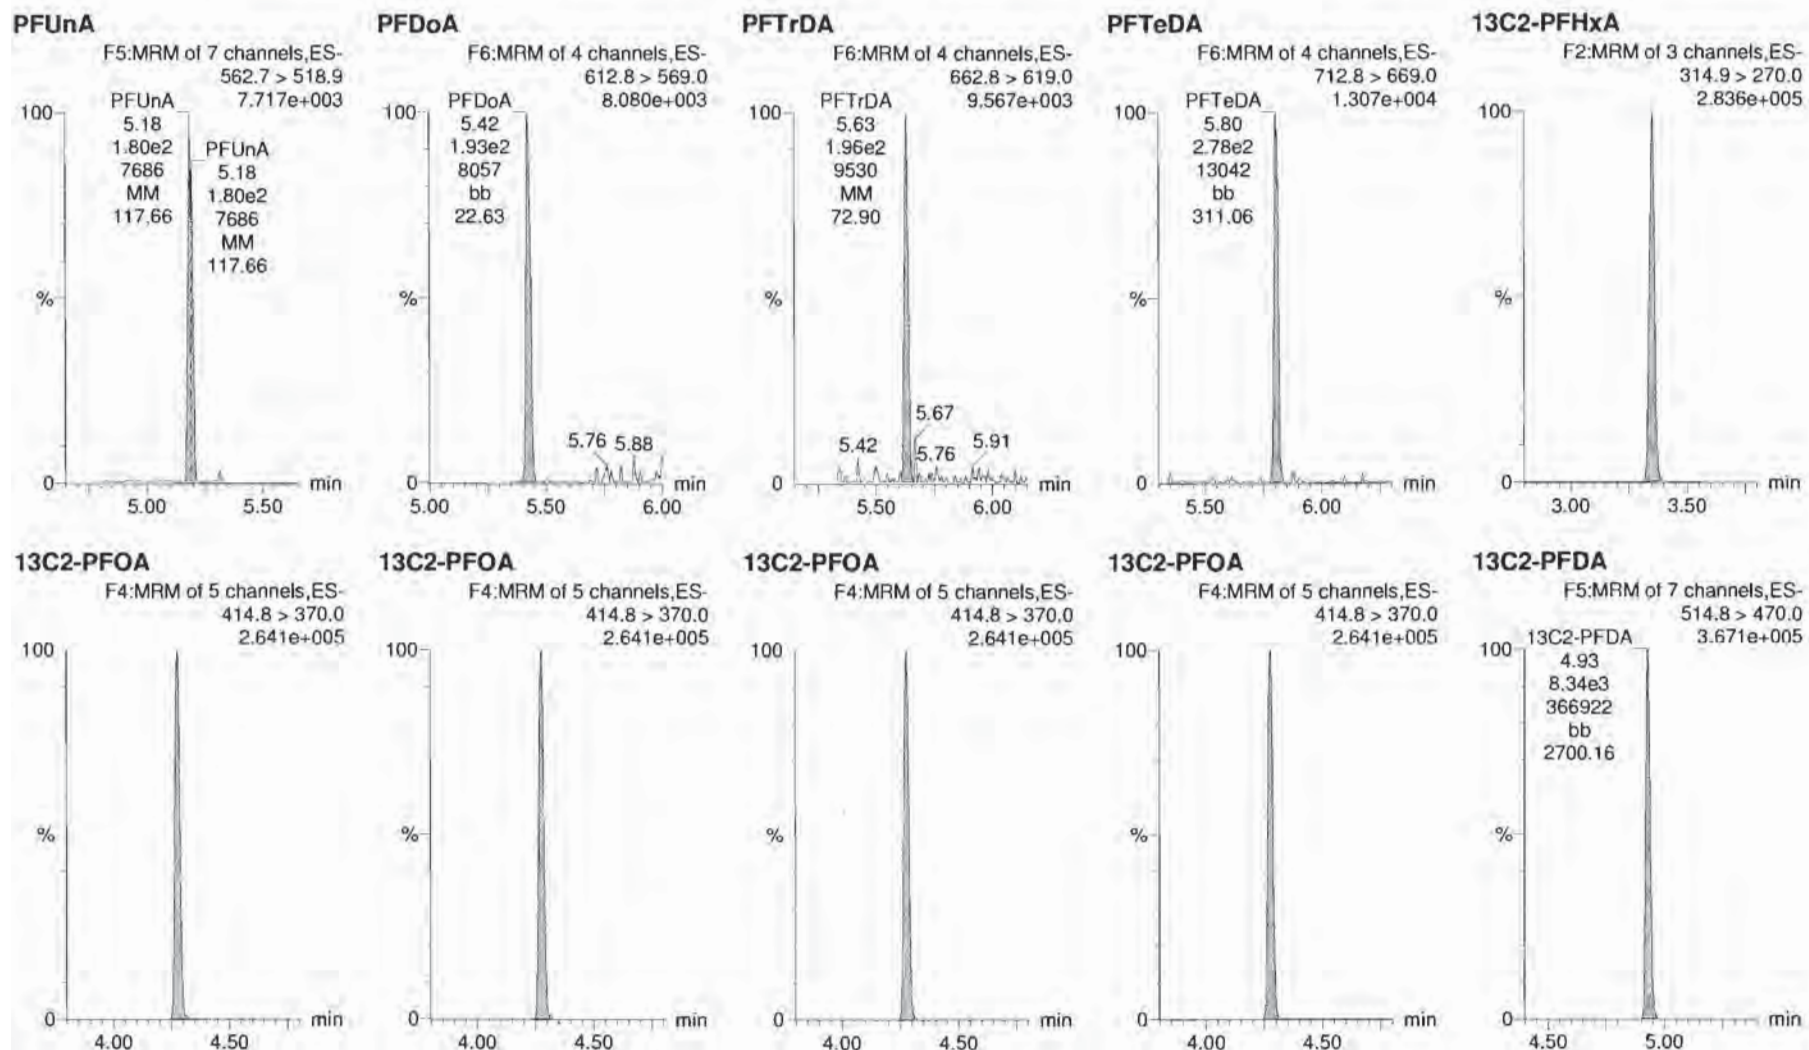 PFUnA
F5:MRM of 7 channels,ES-
562.7 > 518.9
7.717e+003
100
PFUnA
5.18
1.80e2
7686
MM
117.66
PFUnA
5.18
1.80e2
7686
MM
117.66
%
0
min
5.00
5.50
PFDoA
F6:MRM of 4 channels,ES-
612.8 > 569.0
8.080e+003
100
PFDoA
5.42
1.93e2
8057
bb
22.63
%
5.76
5.88
0
min
5.00
5.50
6.00
PFTrDA
F6:MRM of 4 channels,ES-
662.8 > 619.0
9.567e+003
100
PFTrDA
5.63
1.96e2
9530
MM
72.90
%
5.67
5.42
5.76
5.91
0
min
5.50
6.00
PFTeDA
F6:MRM of 4 channels,ES-
712.8 > 669.0
1.307e+004
100
PFTeDA
5.80
2.78e2
13042
bb
311.06
%
0
min
5.50
6.00
13C2-PFHxA
F2:MRM of 3 channels,ES-
314.9 > 270.0
2.836e+005
100
%
0
min
3.00
3.50
13C2-PFOA
F4:MRM of 5 channels,ES-
414.8 > 370.0
2.641e+005
100
%
0
min
4.00
4.50
13C2-PFOA
F4:MRM of 5 channels,ES-
414.8 > 370.0
2.641e+005
100
%
0
min
4.00
4.50
13C2-PFOA
F4:MRM of 5 channels,ES-
414.8 > 370.0
2.641e+005
100
%
0
min
4.00
4.50
13C2-PFOA
F4:MRM of 5 channels,ES-
414.8 > 370.0
2.641e+005
100
%
0
min
4.00
4.50
13C2-PFDA
F5:MRM of 7 channels,ES-
514.8 > 470.0
3.671e+005
100
13C2-PFDA
4.93
8.34e3
366922
bb
2700.16
%
0
min
4.50
5.00